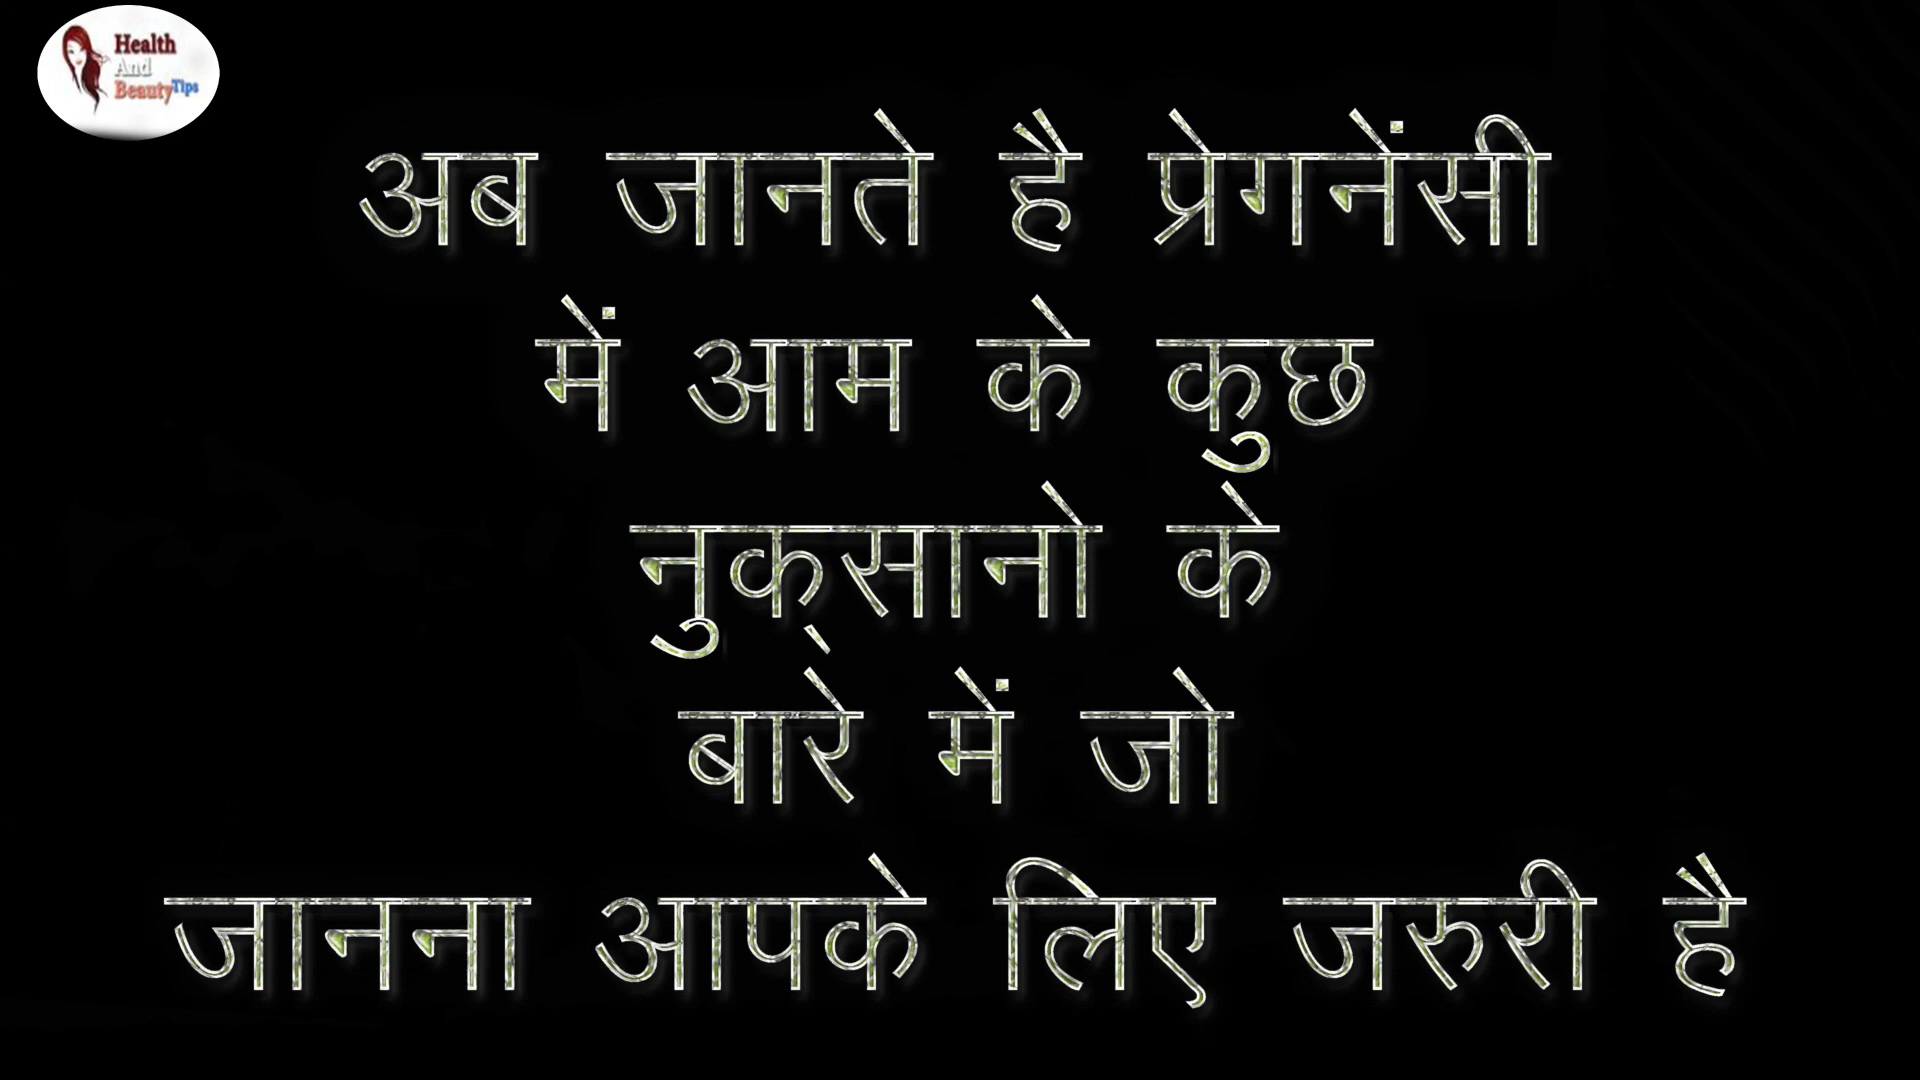 Health
And
Beauty Tips
अब जानते है प्रेगनेंसी
में आम के कुछ
नुक्सानो के
बारे में जो
जानना आपके लिए जरुरी है